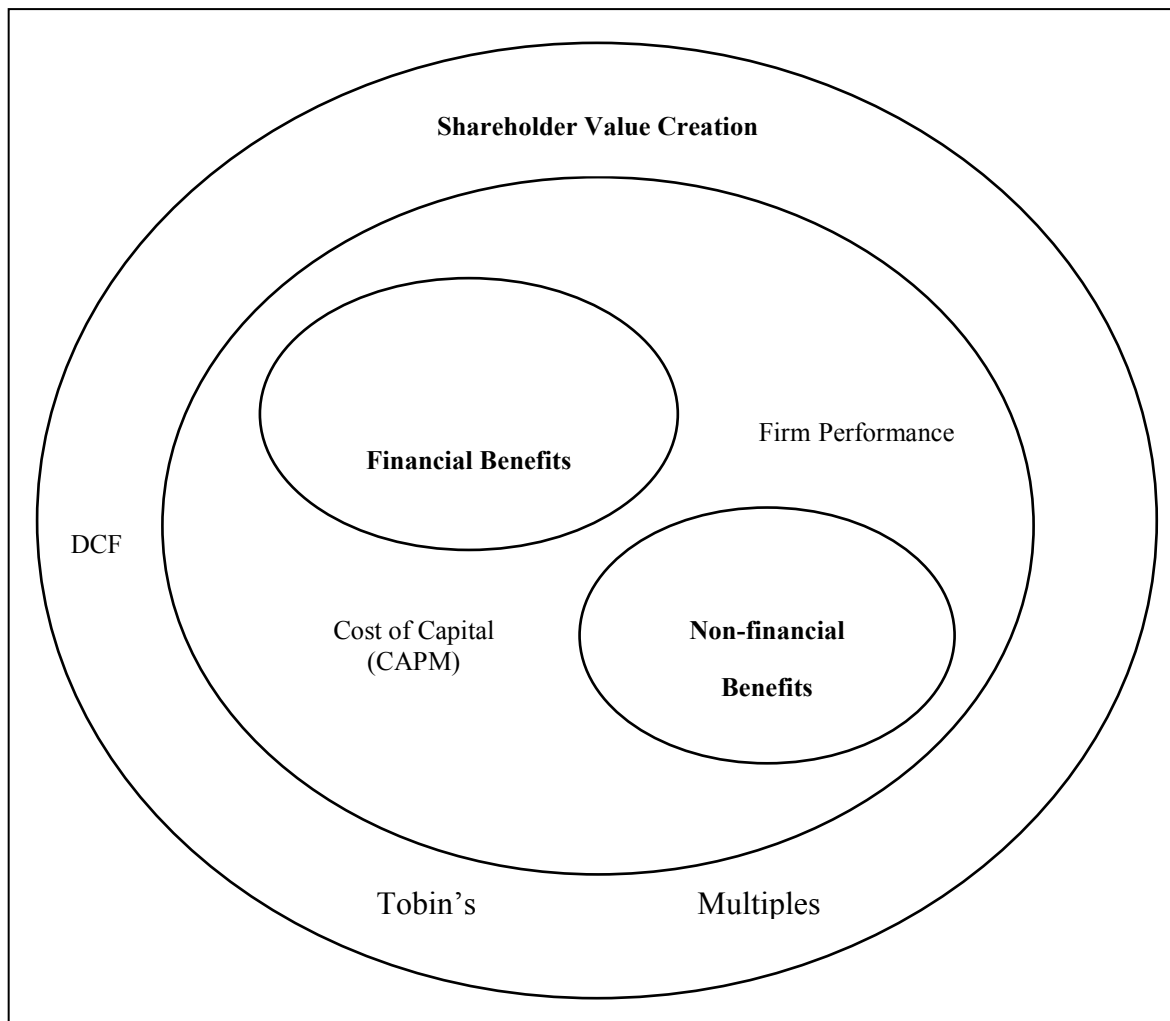 Shareholder Value Creation
Firm Performance
Financial Benefits
DCF
Cost of Capital
(CAPM)
Non-financial
Benefits
Tobin’s
Multiples